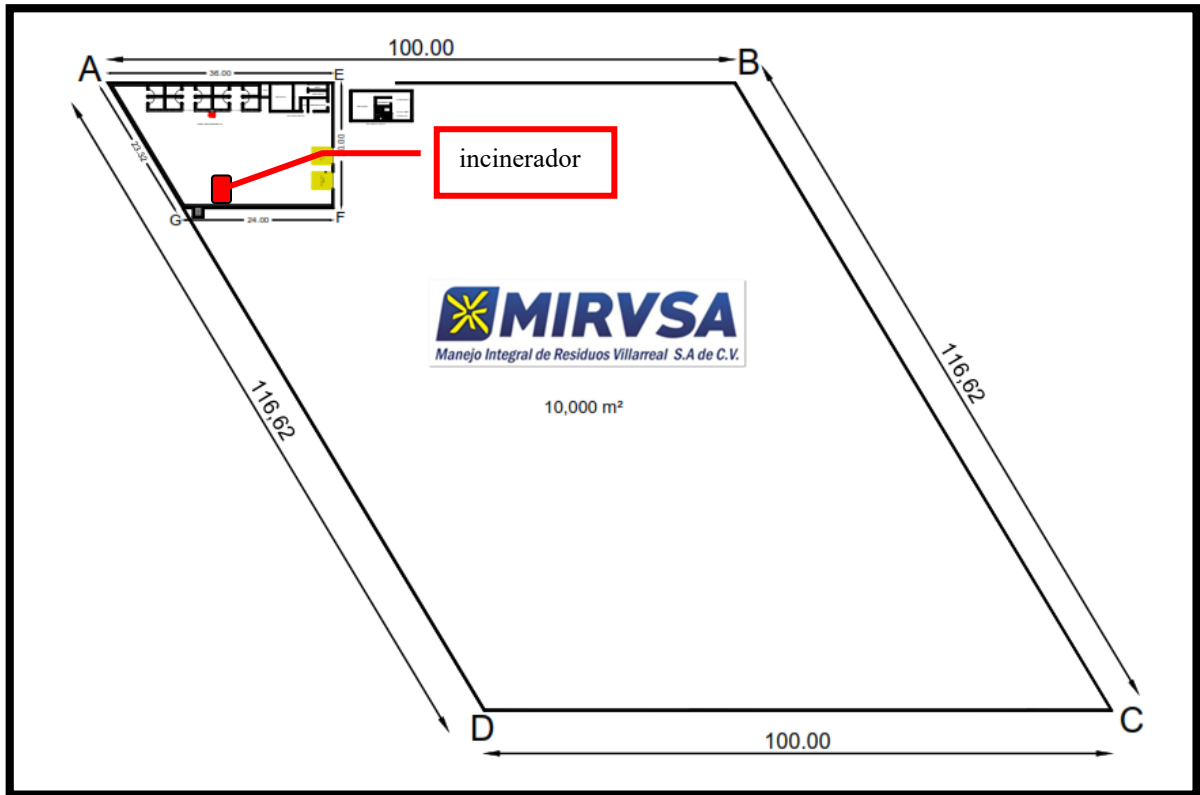 100.00
A
B
36.00
E
incinerador
23.32
G
24.00
F
MIRVSA
Manejo Integral de Residuos Villarreal S.A de C.V.
10,000 m²
116,62
116,62
D
C
100.00